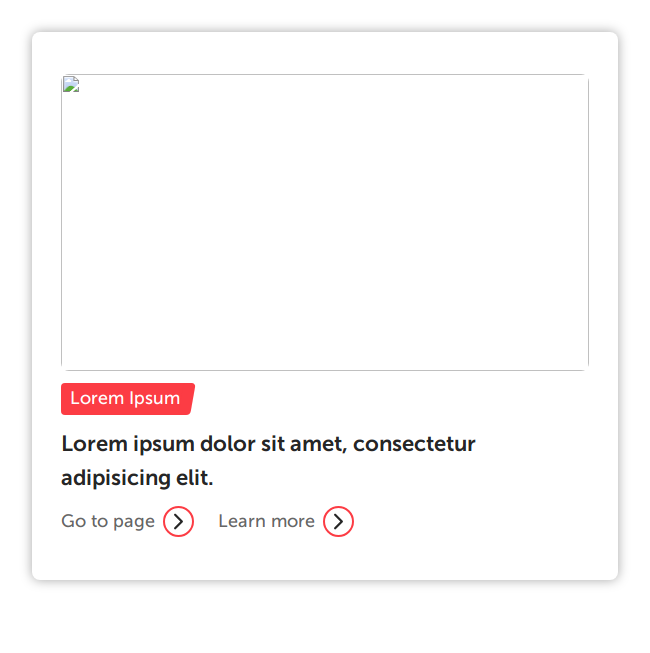 Lorem Ipsum
Lorem ipsum dolor sit amet, consectetur
adipisicing elit.
Go to page Learn more